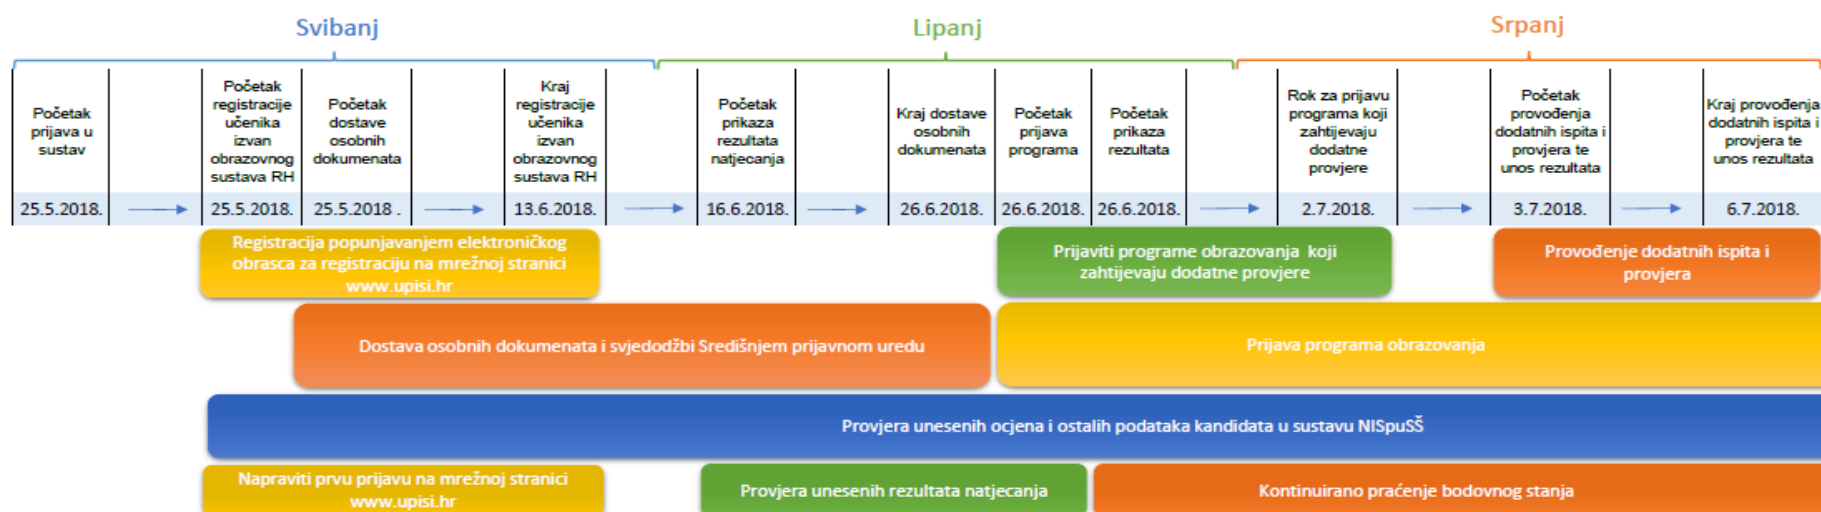 Svibanj
Lipanj
Srpanj
Početak
prijava u
sustav
Početak
registracije
učenika
izvan
obrazovnog
sustava RH
Početak
dostave
osobnih
dokumenata
Kraj
registracije
učenika
izvan
obrazovnog
sustava RH
Početak
prikaza
rezultata
natjecanja
Kraj dostave
osobnih
dokumenata
Početak
prijava
programa
Početak
prikaza
rezultata
Rok za prijavu
programa koji
zahtijevaju
dodatne
provjere
Početak
provođenja
dodatnih ispita i
provjera te
unos rezultata
Kraj provođenja
dodatnih ispita i
provjera te
unos rezultata
25.5.2018.
25.5.2018.
25.5.2018 .
13.6.2018.
16.6.2018.
26.6.2018.
26.6.2018.
26.6.2018.
2.7.2018.
3.7.2018.
6.7.2018.
Registracija popunjavanjem elektroničkog
obrasca za registraciju na mrežnoj stranici
www.upisi.hr
Prijaviti programe obrazovanja koji
zahtijevaju dodatne provjere
Provođenje dodatnih ispita i
provjera
Dostava osobnih dokumenata i svjedodžbi Središnjem prijavnom uredu
Prijava programa obrazovanja
Provjera unesenih ocjena i ostalih podataka kandidata u sustavu NISpuSŠ
Napraviti prvu prijavu na mrežnoj stranici
www.upisi.hr
Provjera unesenih rezultata natjecanja
Kontinuirano praćenje bodovnog stanja